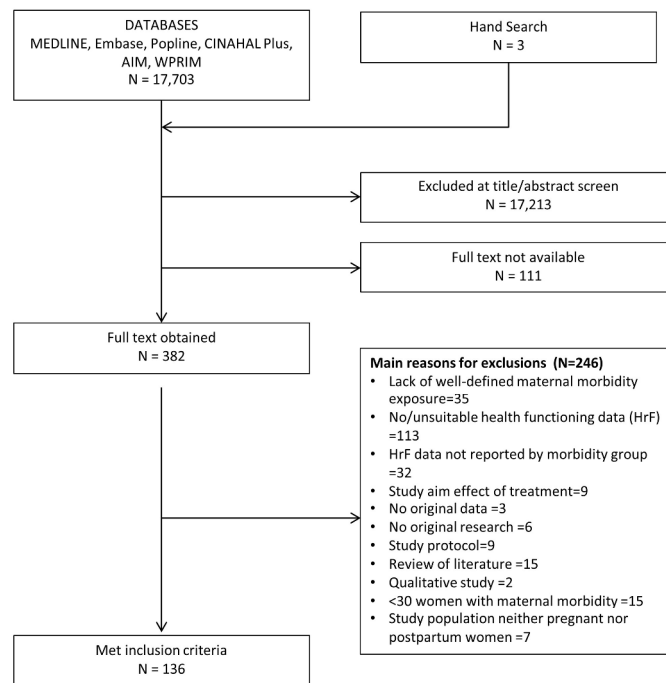 DATABASES
MEDLINE, Embase, Popline, CINAHAL Plus,
AIM, WPRIM
N = 17,703
Hand Search
N = 3
Excluded at title/abstract screen
N = 17,213
Full text not available
N = 111
Full text obtained
N = 382
Main reasons for exclusions (N=246)
• Lack of well-defined maternal morbidity
exposure=35
• No/unsuitable health functioning data (HrF)
=113
• HrF data not reported by morbidity group
=32
• Study aim effect of treatment=9
• No original data =3
• No original research =6
• Study protocol=9
• Review of literature =15
• Qualitative study =2
• <30 women with maternal morbidity =15
• Study population neither pregnant nor
postpartum women =7
Met inclusion criteria
N = 136